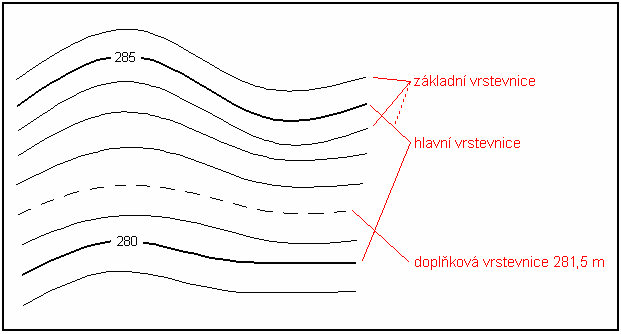 285
základní vrstevnice
hlavní vrstevnice
280
doplňková vrstevnice 281,5 m